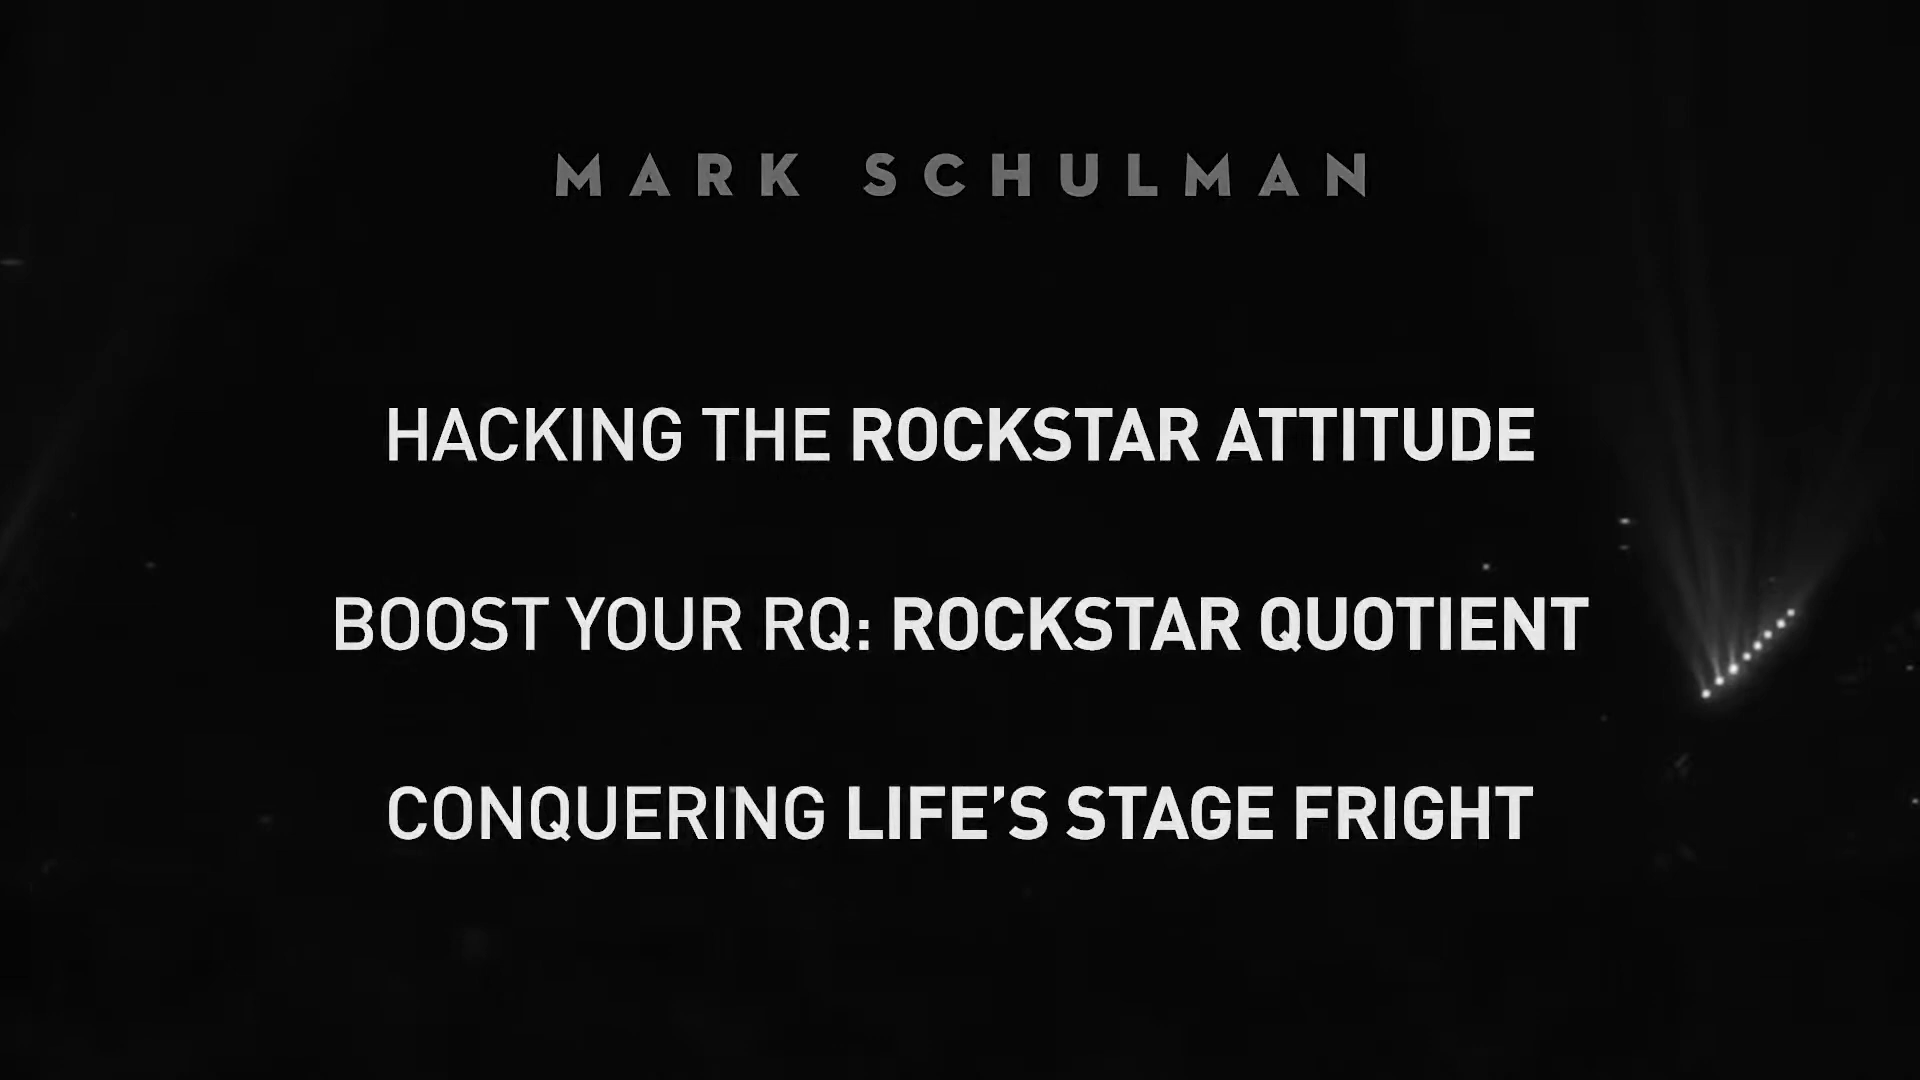 MARK SCHULMAN
HACKING THE ROCKSTAR ATTITUDE
BOOST YOUR RQ: ROCKSTAR QUOTIENT
CONQUERING LIFE’S STAGE FRIGHT